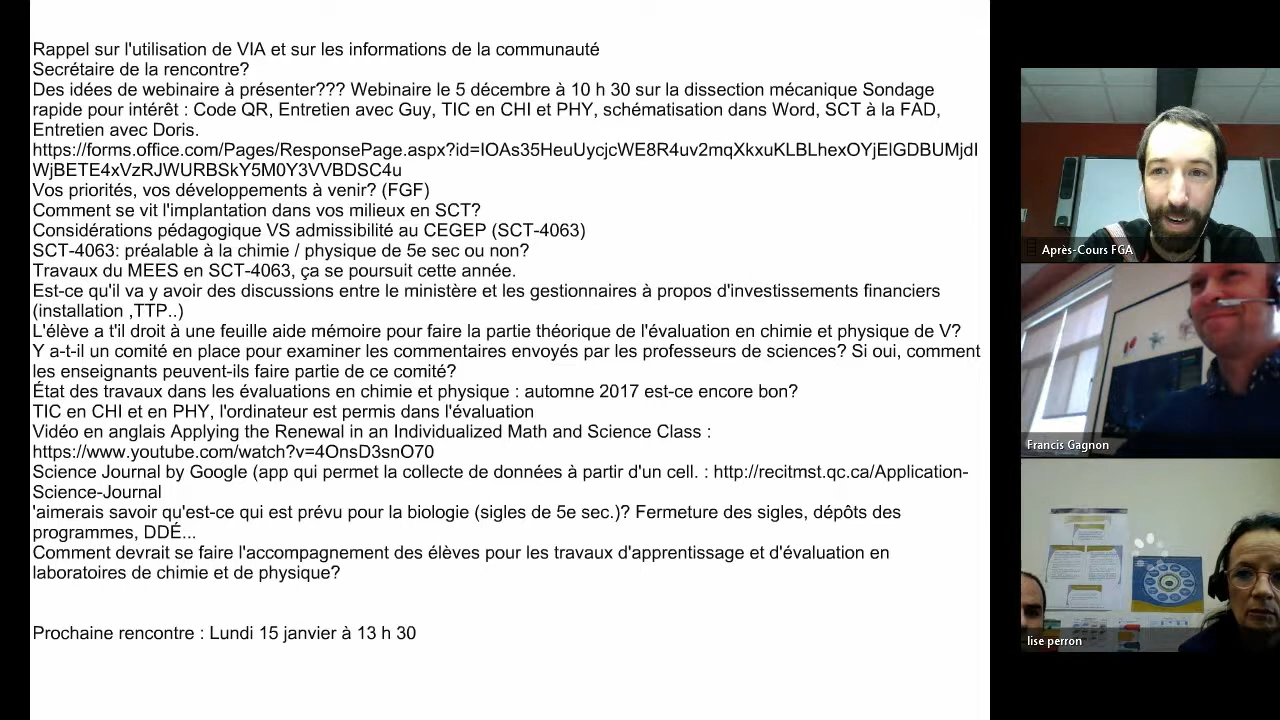 Rappel sur l'utilisation de VIA et sur les informations de la communauté
Secrétaire de la rencontre?
Des idées de webinaire à présenter??? Webinaire le 5 décembre à 10 h 30 sur la dissection mécanique Sondage
rapide pour intérêt : Code QR, Entretien avec Guy, TIC en CHI et PHY, schématisation dans Word, SCT à la FAD,
Entretien avec Doris.
https://forms.office.com/Pages/ResponsePage.aspx?id=IOAs35HeuUycjcWE8R4uv2mqXkxuKLBLhexOYjElGDBUMjdI
WjBETE4xVzRJWURBSkY5M0Y3VVBDSC4u
Vos priorités, vos développements à venir? (FGF)
Comment se vit l'implantation dans vos milieux en SCT?
Considérations pédagogique VS admissibilité au CEGEP (SCT-4063)
SCT-4063: préalable à la chimie / physique de 5e sec ou non?
Travaux du MEES en SCT-4063, ça se poursuit cette année.
Est-ce qu'il va y avoir des discussions entre le ministère et les gestionnaires à propos d'investissements financiers
(installation ,TTP..)
L'élève a t'il droit à une feuille aide mémoire pour faire la partie théorique de l'évaluation en chimie et physique de V?
Y a-t-il un comité en place pour examiner les commentaires envoyés par les professeurs de sciences? Si oui, comment
les enseignants peuvent-ils faire partie de ce comité?
État des travaux dans les évaluations en chimie et physique : automne 2017 est-ce encore bon?
TIC en CHI et en PHY, l'ordinateur est permis dans l'évaluation
Vidéo en anglais Applying the Renewal in an Individualized Math and Science Class :
https://www.youtube.com/watch?v=4OnsD3snO70
Science Journal by Google (app qui permet la collecte de données à partir d'un cell. : http://recitmst.qc.ca/Application-
Science-Journal
'aimerais savoir qu'est-ce qui est prévu pour la biologie (sigles de 5e sec.)? Fermeture des sigles, dépôts des
programmes, DDÉ...
Comment devrait se faire l'accompagnement des élèves pour les travaux d'apprentissage et d'évaluation en
laboratoires de chimie et de physique?
Prochaine rencontre : Lundi 15 janvier à 13 h 30
Après-Cours FGA
Francis Gagnon
lise perron